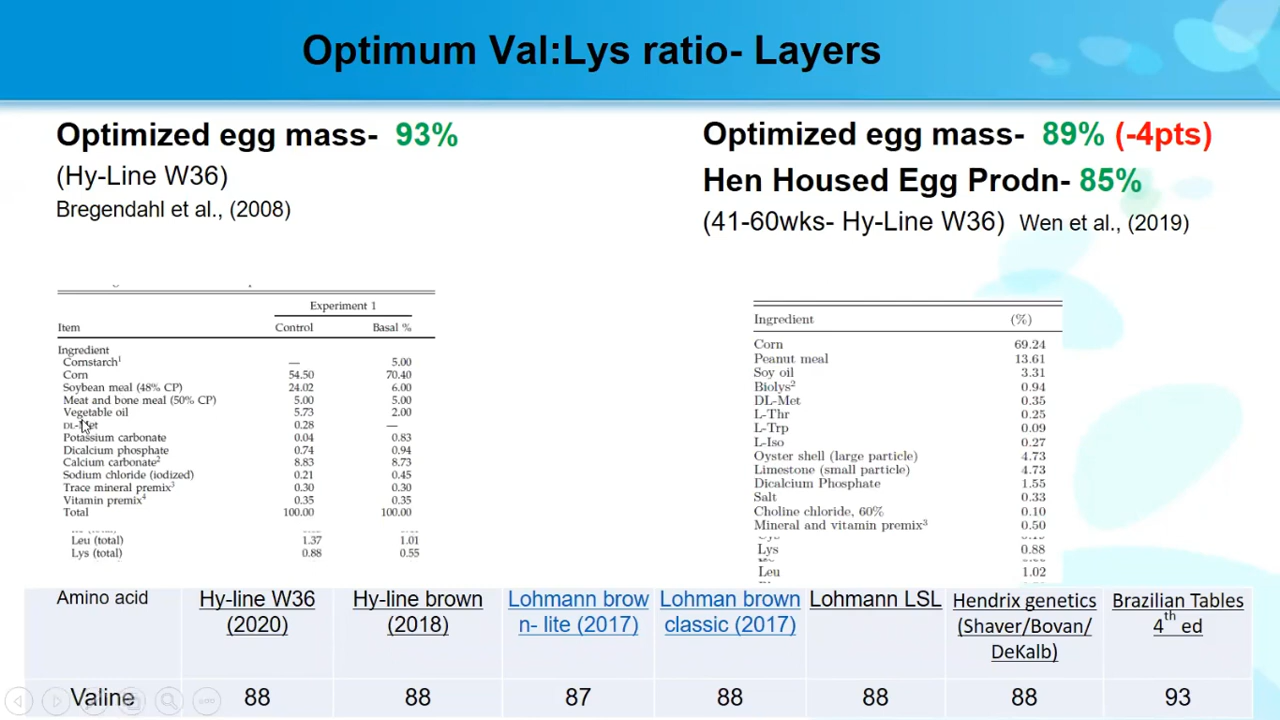 Optimum Val:Lys ratio- Layers
Optimized egg mass- 93%
(Hy-Line W36)
Bregendahl et al., (2008)
Optimized egg mass- 89% (-4pts)
Hen Housed Egg Prodn- 85%
(41-60wks- Hy-Line W36) Wen et al., (2019)
Experiment 1
Item Control Basal %
Ingredient
Cornstarch1 — 5.00
Corn 54.50 70.40
Soybean meal (48% CP) 24.02 6.00
Meat and bone meal (50% CP) 5.00 5.00
Vegetable oil 5.73 2.00
DL-Met 0.28 —
Potassium carbonate 0.04 0.83
Dicalcium phosphate 0.74 0.94
Calcium carbonate2 8.83 8.73
Sodium chloride (iodized) 0.21 0.45
Trace mineral premix3 0.30 0.30
Vitamin premix4 0.35 0.35
Total 100.00 100.00
Leu (total) 1.37 1.01
Lys (total) 0.88 0.55
Ingredient (%)
Corn 69.24
Peanut meal 13.61
Soy oil 3.31
Biolys2 0.94
DL-Met 0.35
L-Thr 0.25
L-Trp 0.09
L-Iso 0.27
Oyster shell (large particle) 4.73
Limestone (small particle) 4.73
Dicalcium Phosphate 1.55
Salt 0.33
Choline chloride, 60% 0.10
Mineral and vitamin premix3 0.50
Lys 0.88
Leu 1.02
Amino acid Hy-line W36 Hy-line brown Lohmann brow Lohman brown Lohmann LSL Hendrix genetics Brazilian Tables
(2020) (2018) n- lite (2017) classic (2017) (Shaver/Bovan/ 4th ed
DeKalb)
Valine 88 88 87 88 88 88 93